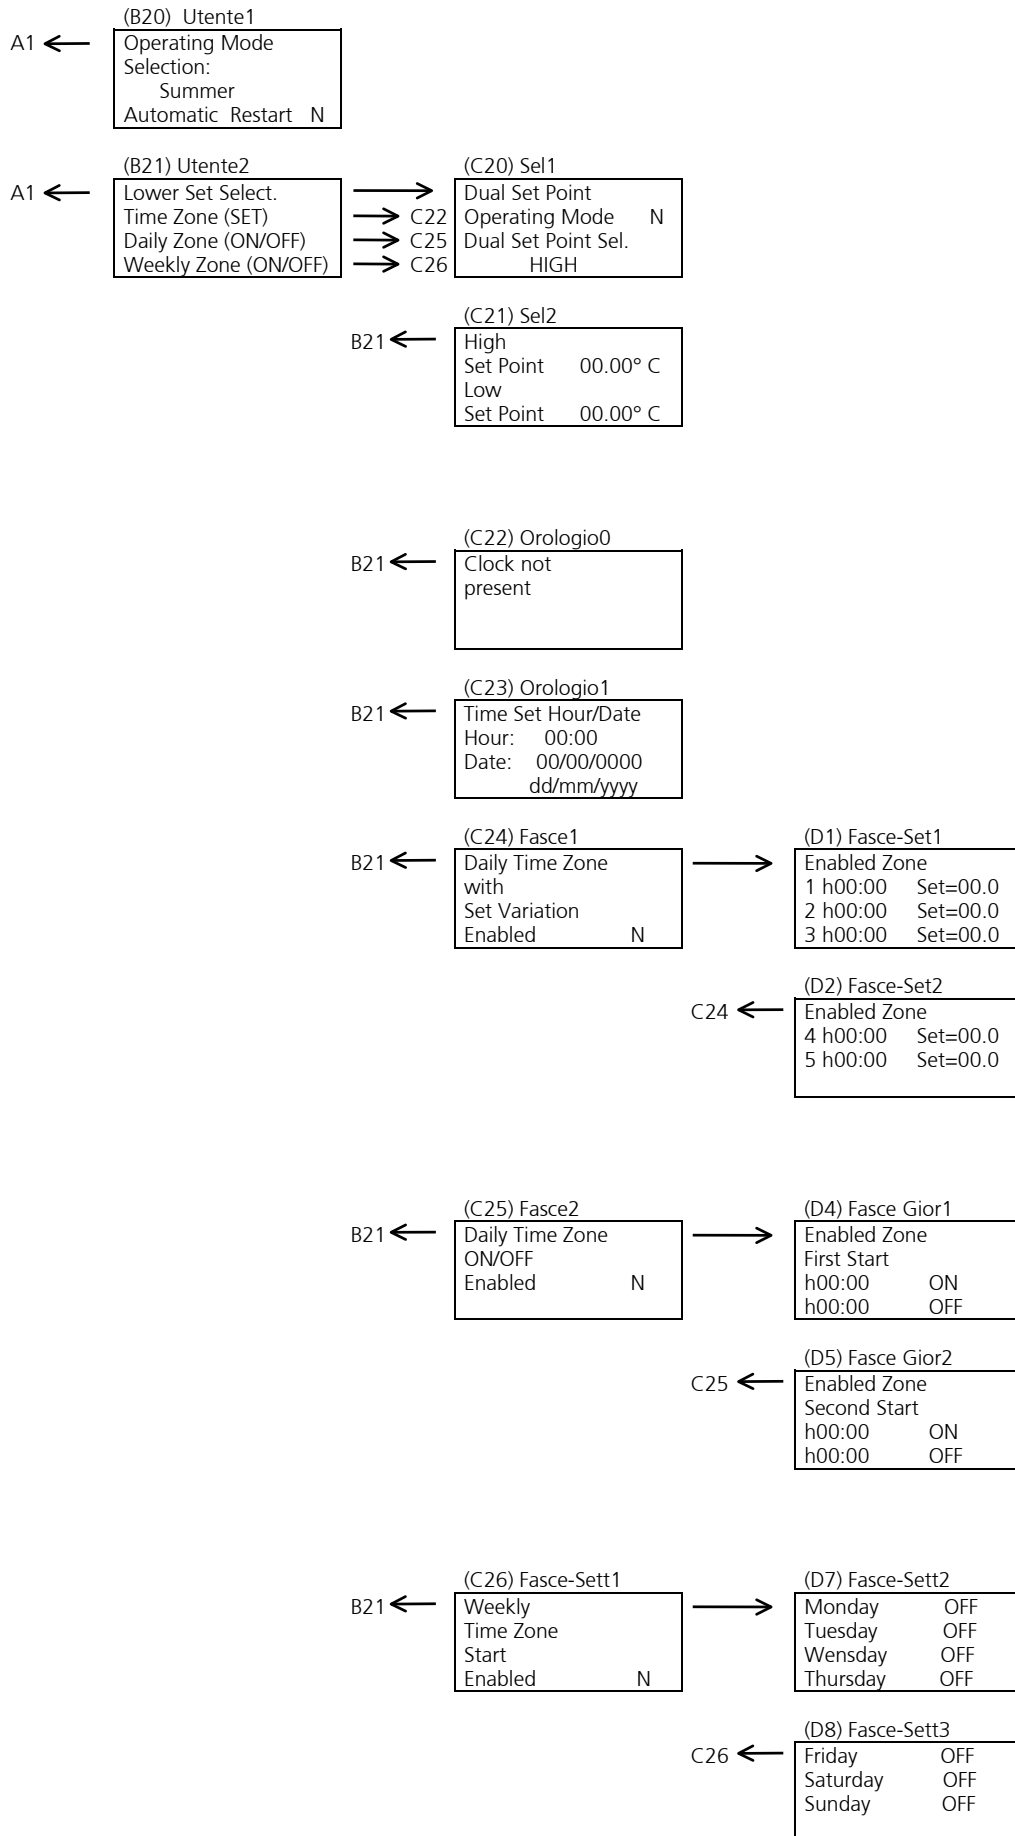 (B20) Utente1
A1
Operating Mode
Selection:
Summer
Automatic Restart N
(B21) Utente2
A1
Lower Set Select.
Time Zone (SET)
Daily Zone (ON/OFF)
Weekly Zone (ON/OFF)
C22
C25
C26
(C20) Sel1
Dual Set Point
Operating Mode N
Dual Set Point Sel.
HIGH
(C21) Sel2
B21
High
Set Point 00.00° C
Low
Set Point 00.00° C
(C22) Orologio0
B21
Clock not
present
(C23) Orologio1
B21
Time Set Hour/Date
Hour: 00:00
Date: 00/00/0000
dd/mm/yyyy
(C24) Fasce1
B21
Daily Time Zone
with
Set Variation
Enabled N
(D1) Fasce-Set1
Enabled Zone
1 h00:00 Set=00.0
2 h00:00 Set=00.0
3 h00:00 Set=00.0
(D2) Fasce-Set2
C24
Enabled Zone
4 h00:00 Set=00.0
5 h00:00 Set=00.0
(C25) Fasce2
B21
Daily Time Zone
ON/OFF
Enabled N
(D4) Fasce Gior1
Enabled Zone
First Start
h00:00 ON
h00:00 OFF
(D5) Fasce Gior2
C25
Enabled Zone
Second Start
h00:00 ON
h00:00 OFF
(C26) Fasce-Sett1
B21
Weekly
Time Zone
Start
Enabled N
(D7) Fasce-Sett2
Monday OFF
Tuesday OFF
Wensday OFF
Thursday OFF
(D8) Fasce-Sett3
C26
Friday OFF
Saturday OFF
Sunday OFF